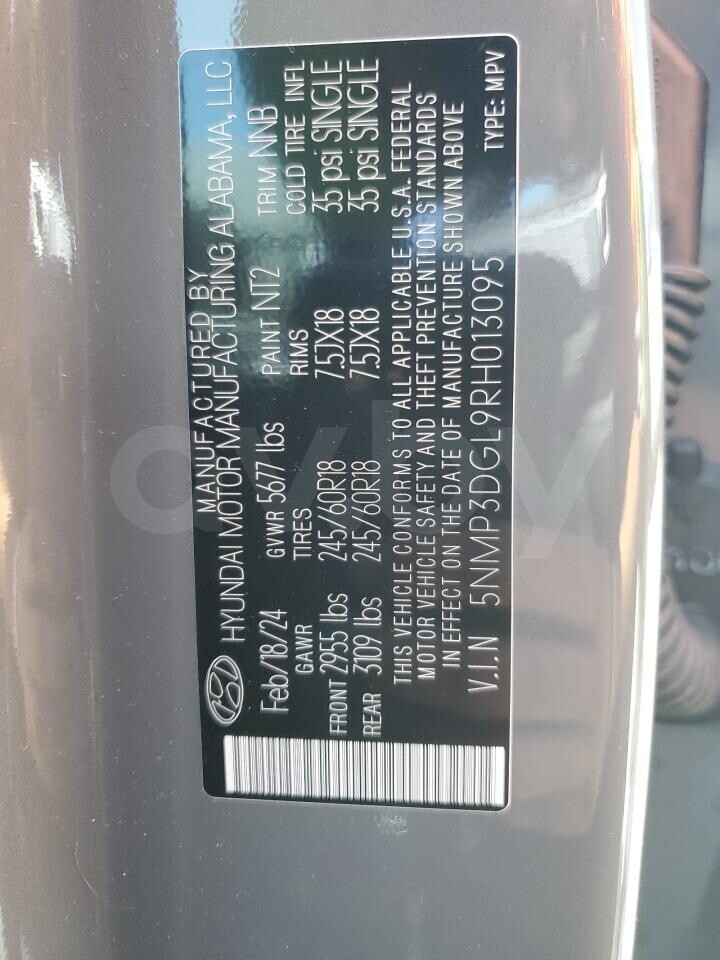 MANUFACTURED BY
HYUNDAI MOTOR MANUFACTURING ALABAMA, LLC
Feb/18/24 GVWR 5677 lbs PAINT NT2 TRIM NNB
GAWR TIRES RIMS COLD TIRE INFL
FRONT 2955 lbs 245/60R18 7.5JX18 35 psi SINGLE
REAR 3109 lbs 245/60R18 7.5JX18 35 psi SINGLE
THIS VEHICLE CONFORMS TO ALL APPLICABLE U.S.A. FEDERAL
MOTOR VEHICLE SAFETY AND THEFT PREVENTION STANDARDS
IN EFFECT ON THE DATE OF MANUFACTURE SHOWN ABOVE
V.I.N 5NMP3DGL9RH013095 TYPE: MPV
av.by